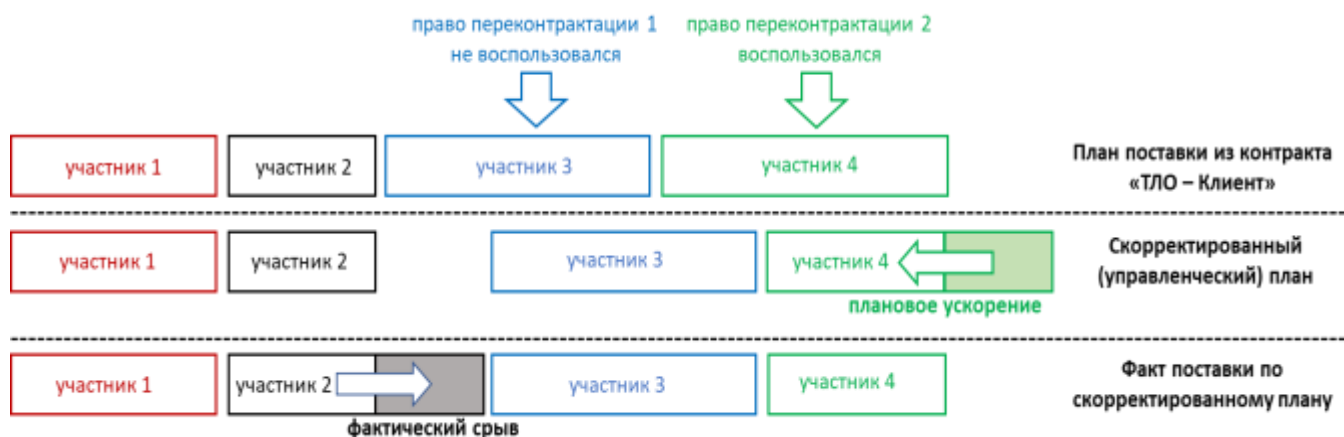 право переконтрактации 1
не воспользовался
право переконтрактации 2
воспользовался
участник 1
участник 2
участник 3
участник 4
План поставки из контракта
«ТЛО – Клиент»
участник 1
участник 2
участник 3
участник 4
плановое ускорение
Скорректированный
(управленческий) план
участник 1
участник 2
фактический срыв
участник 3
участник 4
Факт поставки по
скорректированному плану